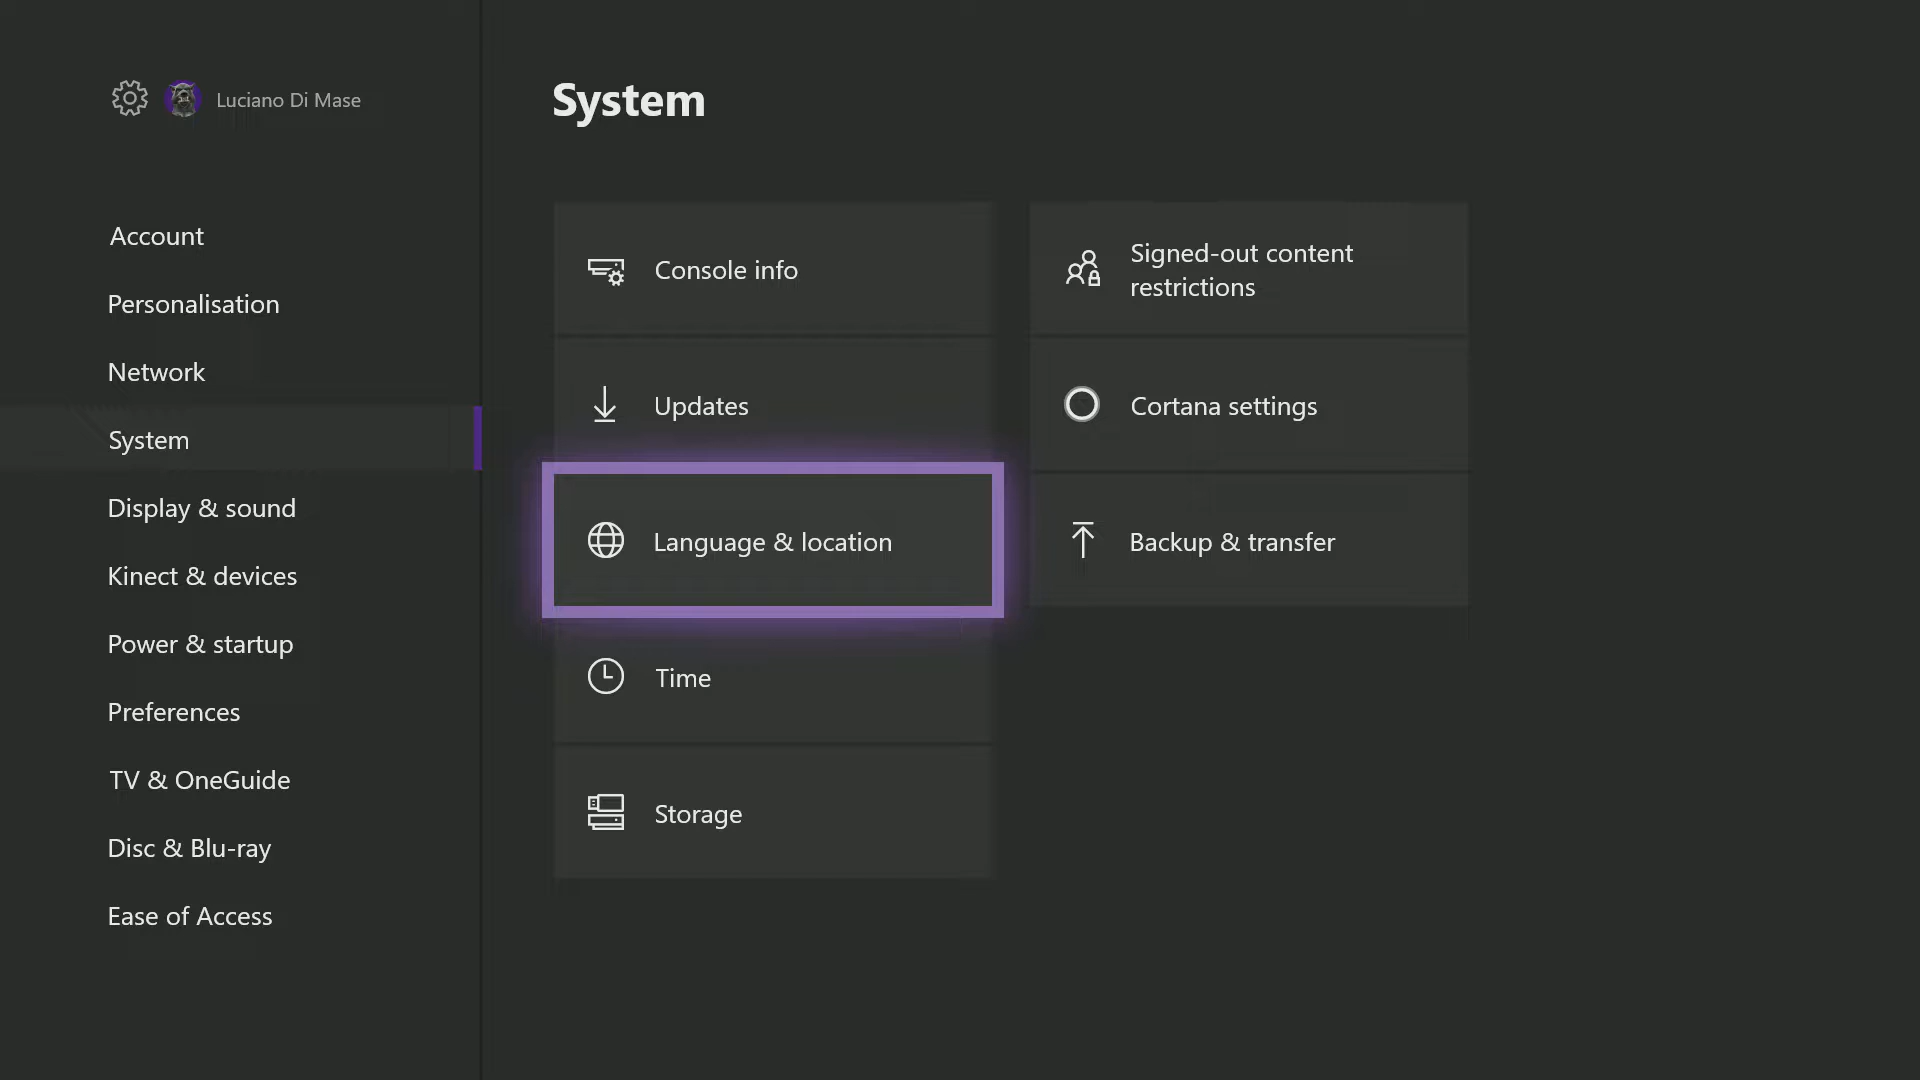 Luciano Di Mase
Account
Personalisation
Network
System
Display & sound
Kinect & devices
Power & startup
Preferences
TV & OneGuide
Disc & Blu-ray
Ease of Access
System
Console info
Updates
Language & location
Time
Storage
Signed-out content
restrictions
Cortana settings
Backup & transfer